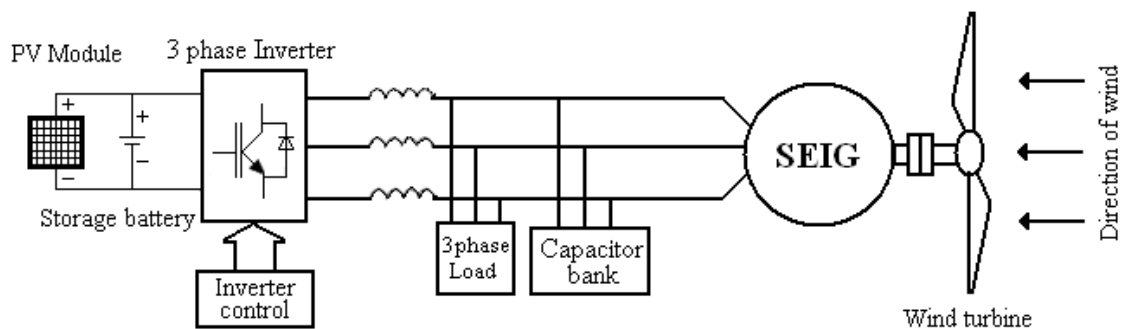 PV Module
3 phase Inverter
+
−
+
−
Storage battery
Inverter
control
3phase
Load
Capacitor
bank
SEIG
Wind turbine
Direction of wind